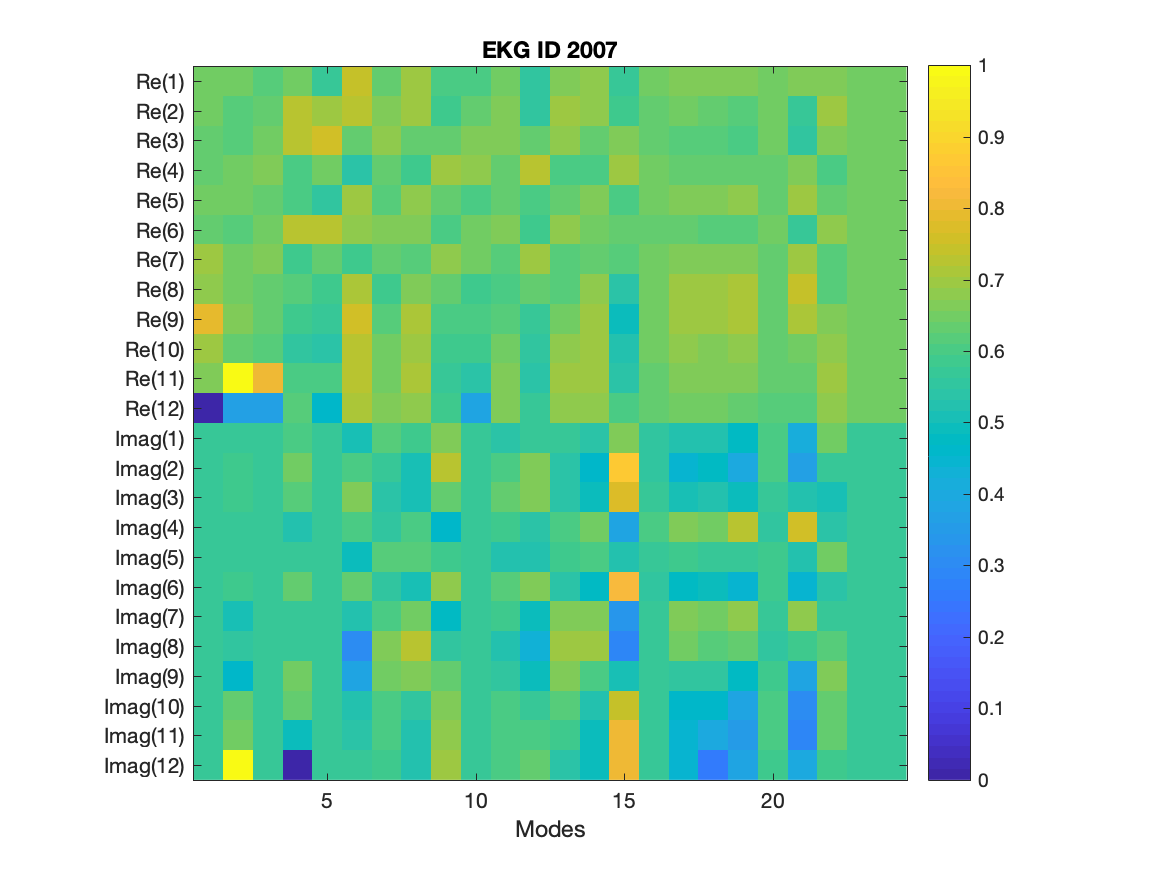 EKG ID 2007
Re(1)
Re(2)
Re(3)
Re(4)
Re(5)
Re(6)
Re(7)
Re(8)
Re(9)
Re(10)
Re(11)
Re(12)
Imag(1)
Imag(2)
Imag(3)
Imag(4)
Imag(5)
Imag(6)
Imag(7)
Imag(8)
Imag(9)
Imag(10)
Imag(11)
Imag(12)
5 10 15 20
Modes
1
0.9
0.8
0.7
0.6
0.5
0.4
0.3
0.2
0.1
0